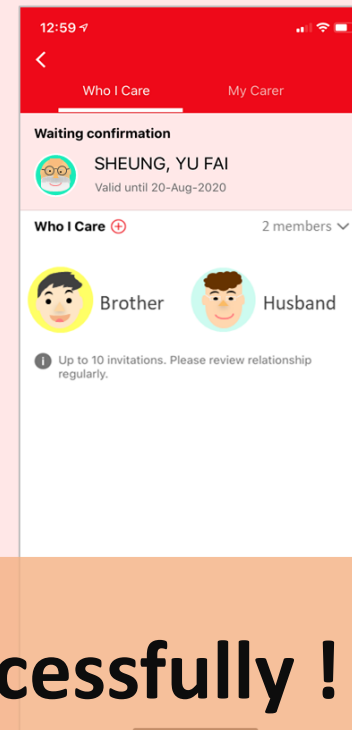 12:59
Who I Care My Carer
Waiting confirmation
SHEUNG, YU FAI
Valid until 20-Aug-2020
Who I Care 2 members
Brother Husband
Up to 10 invitations. Please review relationship
regularly.
cessfully !